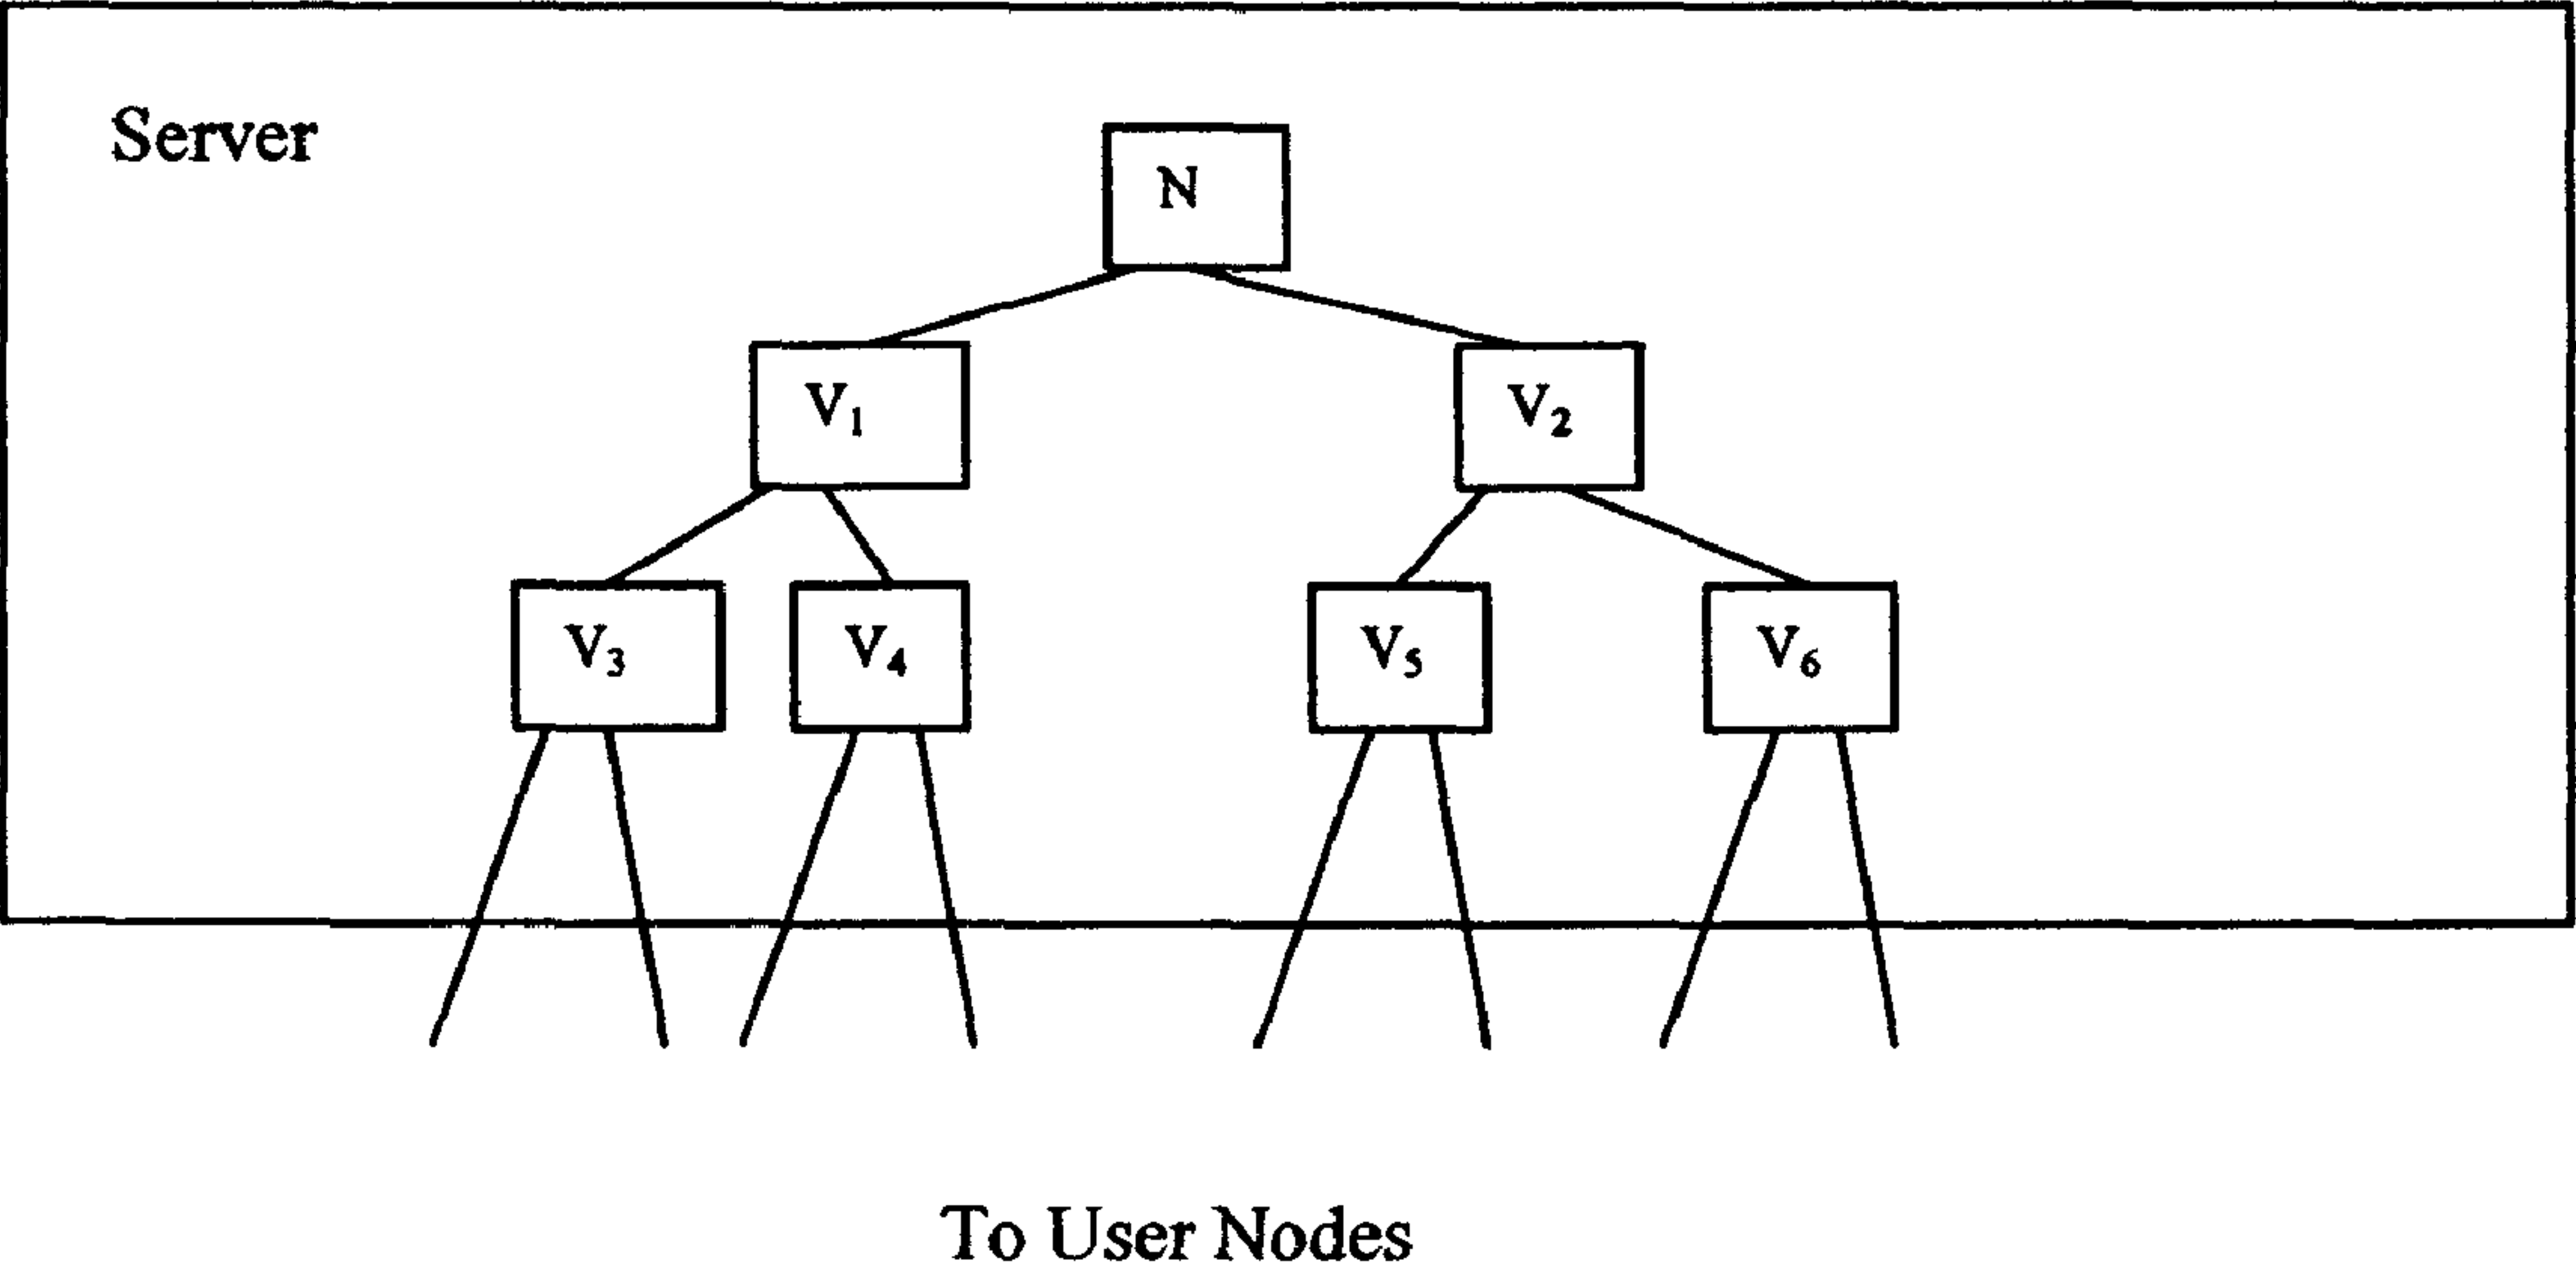 Server
N
V₁
V₂
V₃
V₄
V₅
V₆
To User Nodes